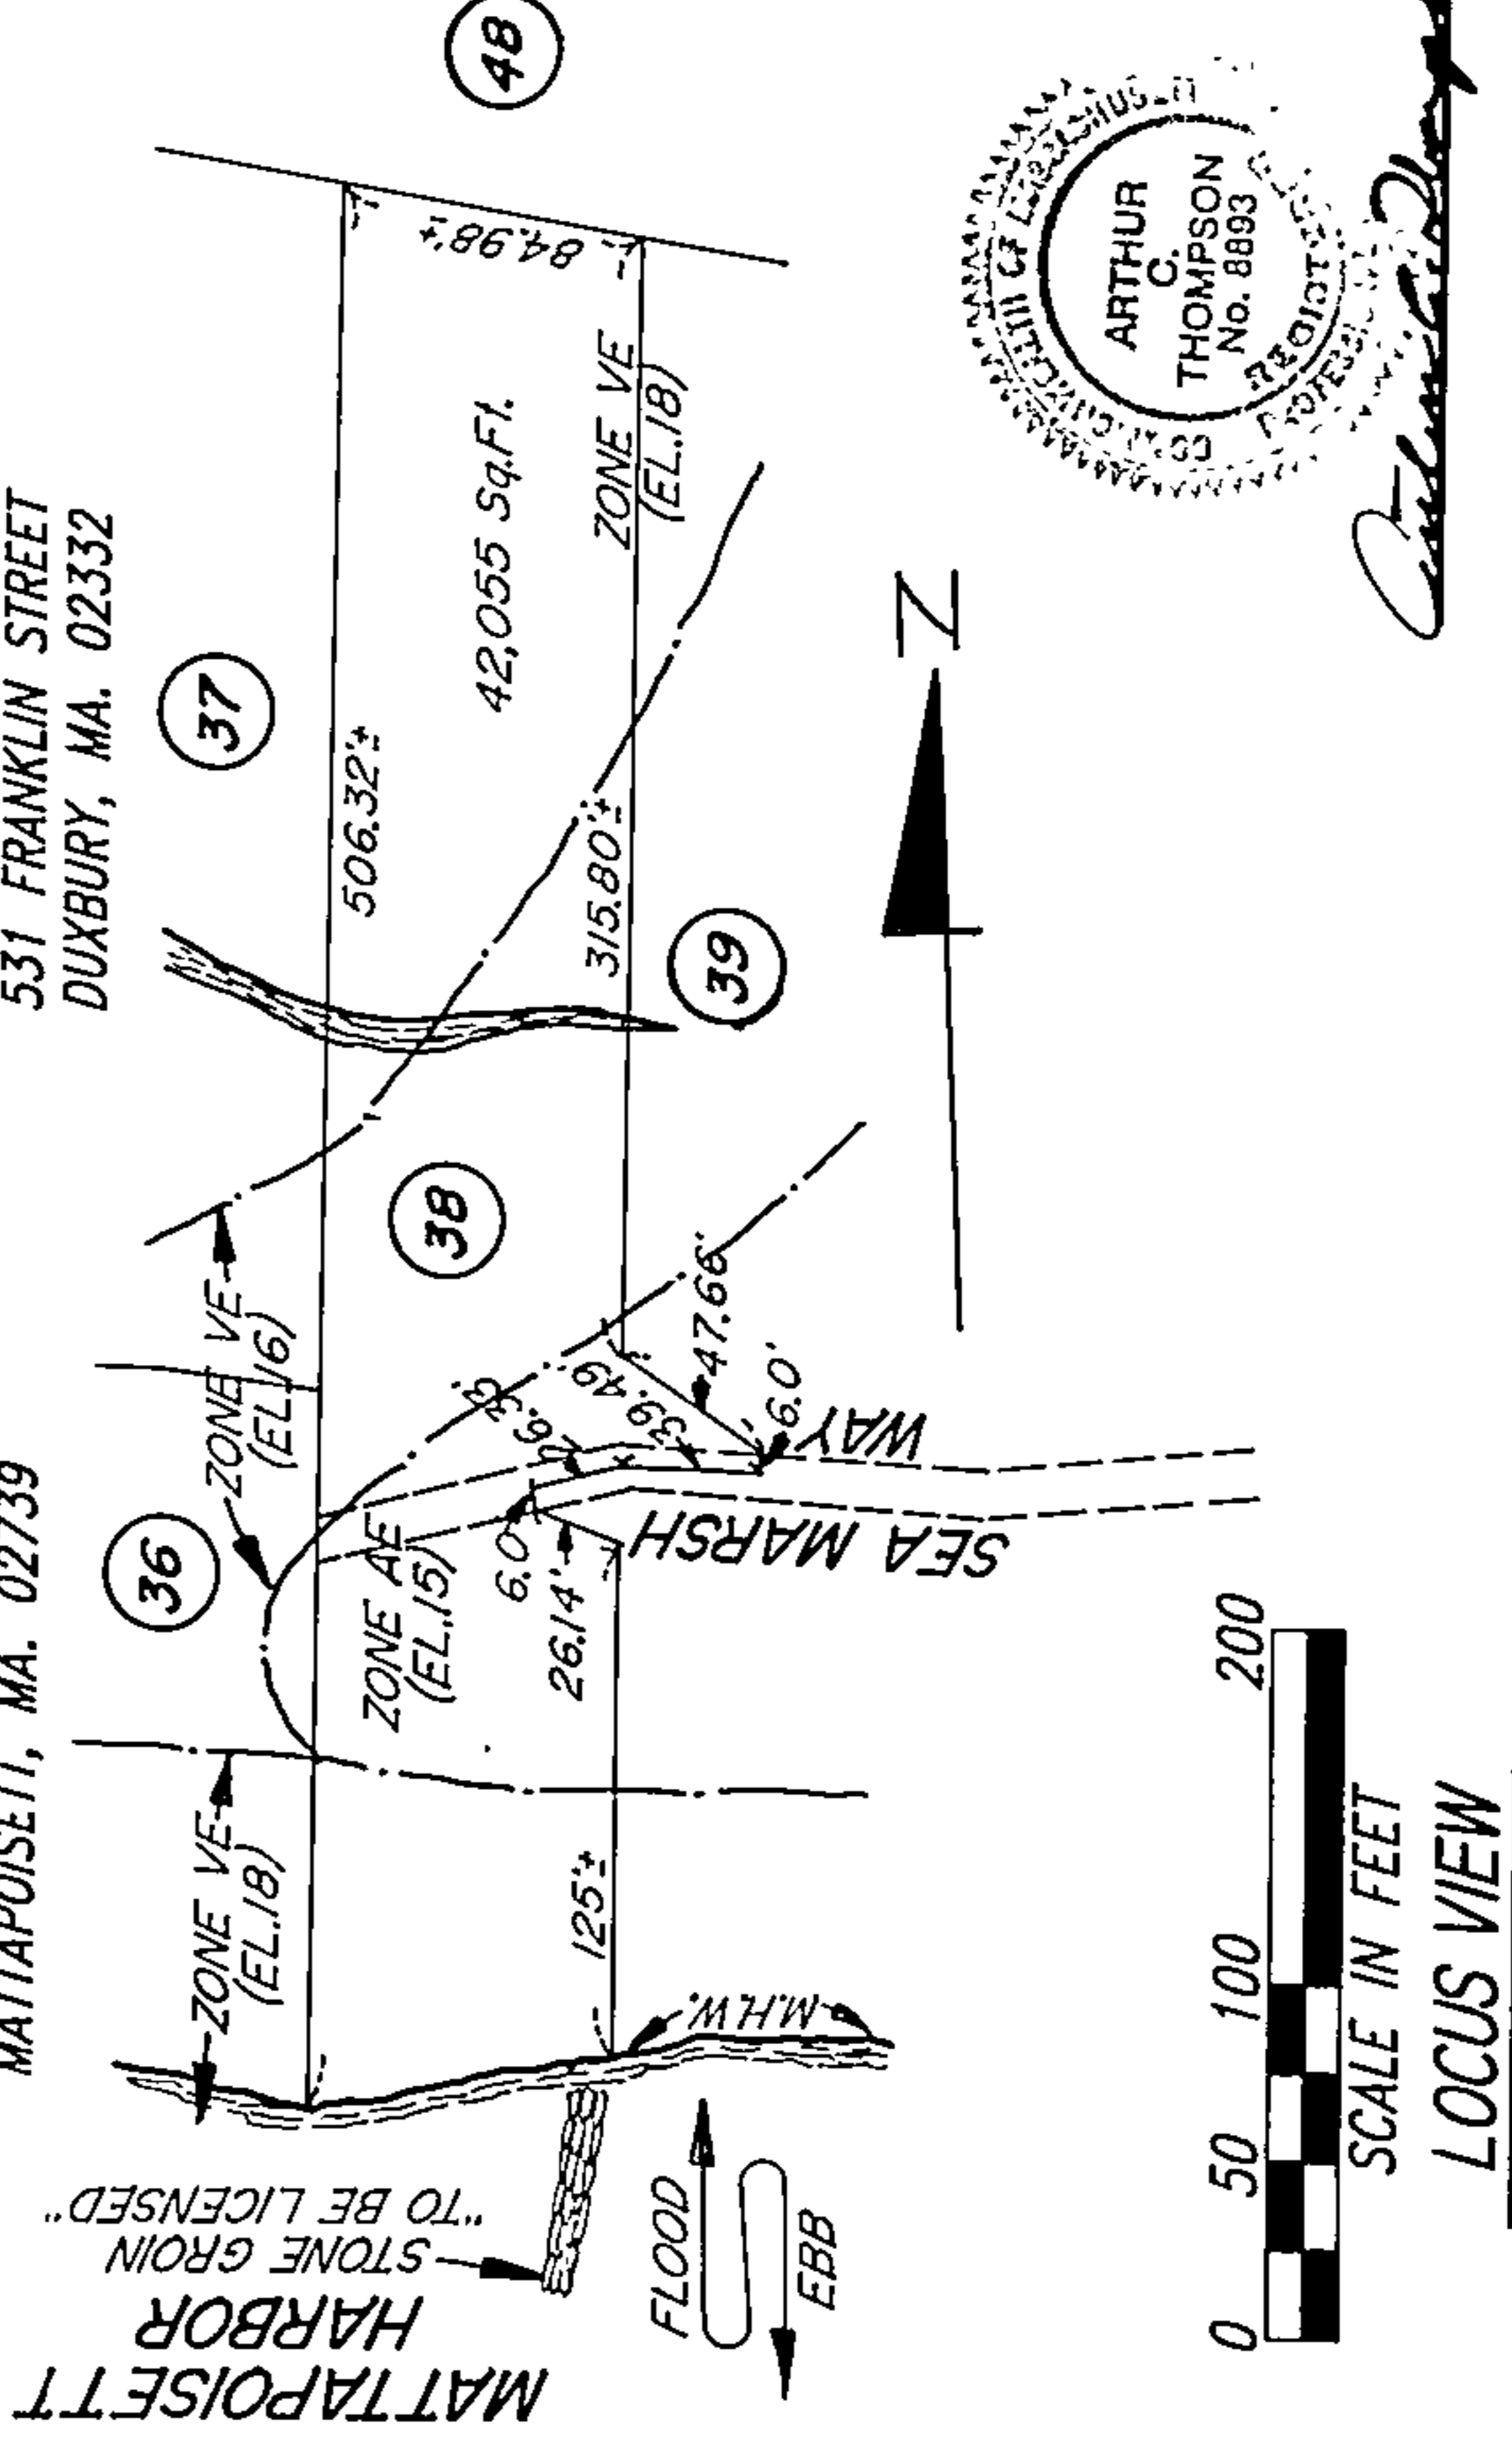 531 FRANKLIN STREET
DUXBURY, MA. 02332
MATTAPOISETT, MA. 02739
48
37
36
38
39
84.98'±
506.32'±
42,055 Sq.Ft.
ZONE VE
(EL.18)
315.80'±
ZONE VE
(EL.16)
47.66'
39.
6.0'
SEA MARSH WAY
ZONE AE
(EL.15)
6.0'
26.14'
ZONE VE
(EL.18)
125'±
M.H.W.
STONE GROIN
"TO BE LICENSED"
MATTAPOISETT
HARBOR
FLOOD
EBB
N
ARTHUR
C.
THOMPSON
No. 8893
0 50 100 200
SCALE IN FEET
LOCUS VIEW